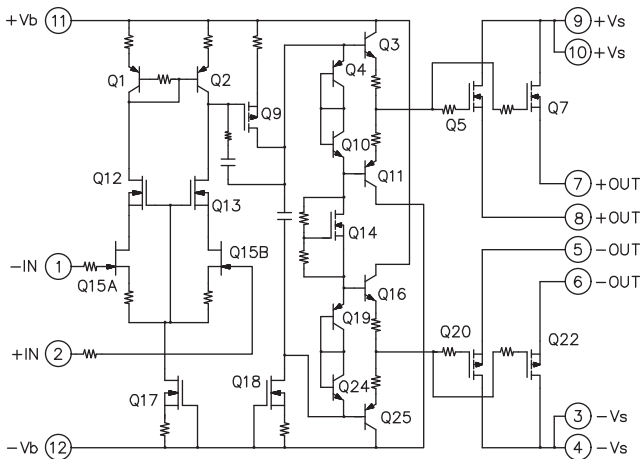 +Vb 11
9 +Vs
10 +Vs
Q1
Q2
Q3
Q4
Q9
Q5
Q7
Q10
Q12
Q13
Q11
7 +OUT
8 +OUT
Q14
-IN 1
Q15A
Q15B
5 -OUT
6 -OUT
Q16
Q19
Q20
Q22
+IN 2
Q17
Q18
Q24
Q25
3 -Vs
4 -Vs
-Vb 12